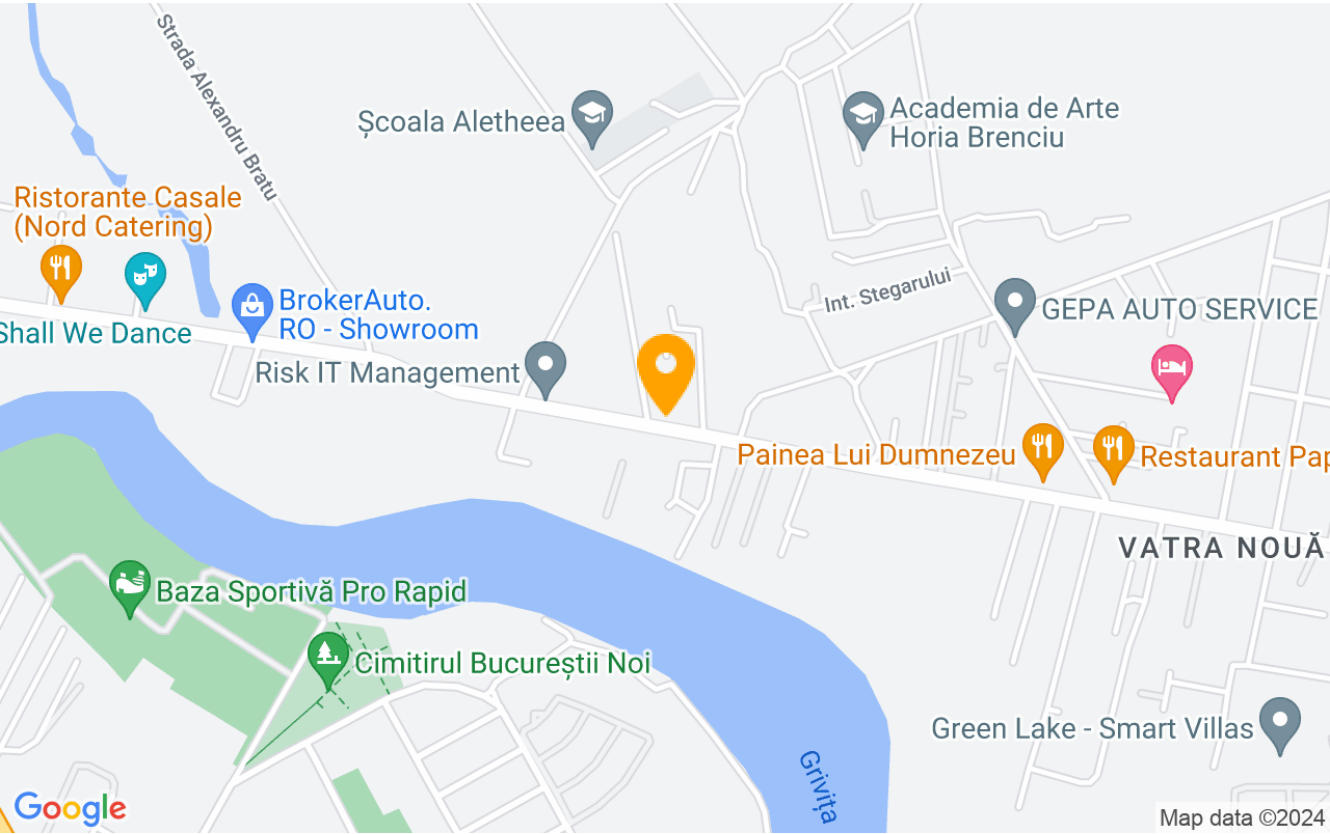 Strada Alexandru Bratu
Școala Aletheea
Academia de Arte
Horia Brenciu
Ristorante Casale
(Nord Catering)
Int. Stegarului
BrokerAuto.
RO - Showroom
GEPA AUTO SERVICE
Shall We Dance
Risk IT Management
Painea Lui Dumnezeu
Restaurant Pap
VATRA NOUĂ
Baza Sportivă Pro Rapid
Cimitirul Bucureștii Noi
Green Lake - Smart Villas
Grivița
Google
Map data ©2024